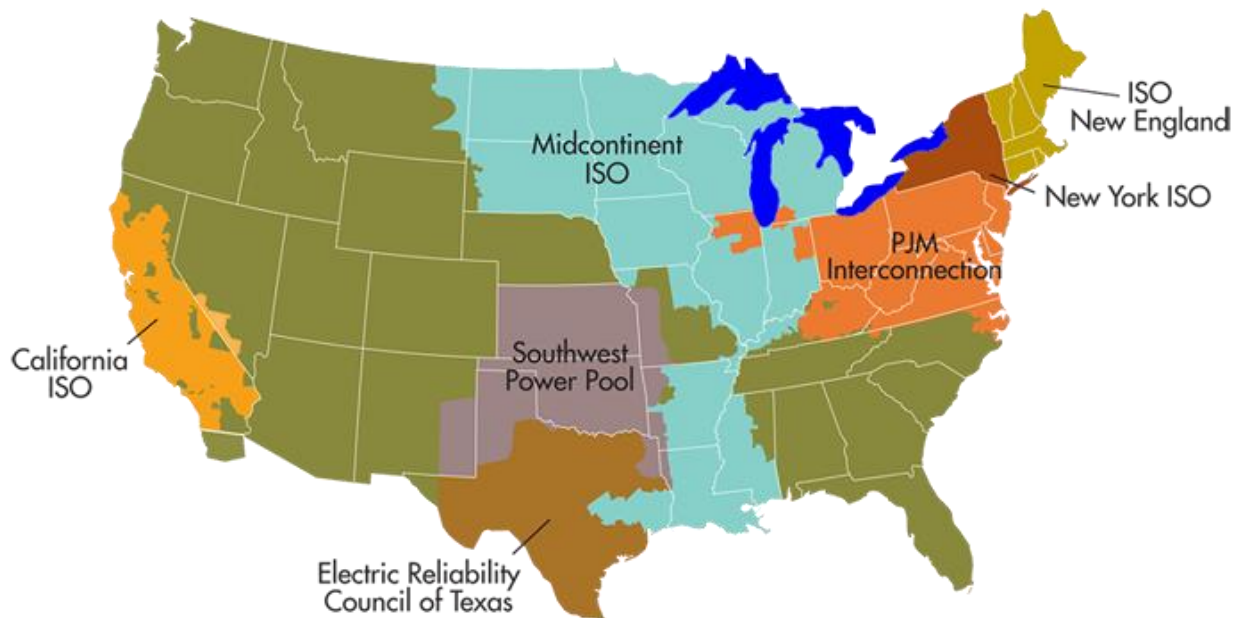 Midcontinent
ISO
ISO
New England
New York ISO
PJM
Interconnection
California
ISO
Southwest
Power Pool
Electric Reliability
Council of Texas